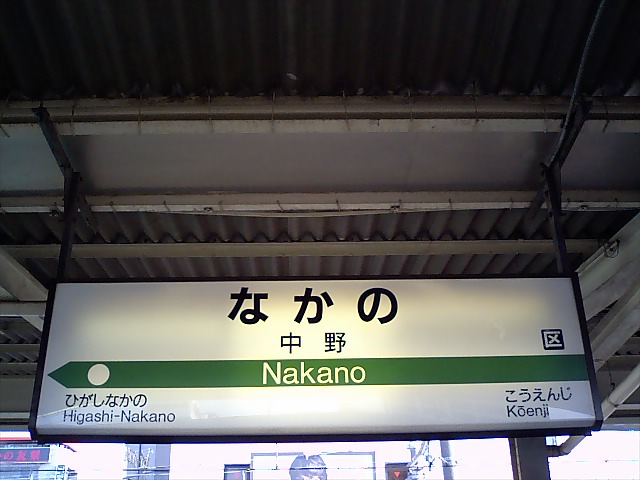 なかの
中野
区
Nakano
ひがしなかの
Higashi-Nakano
こうえんじ
Kōenji